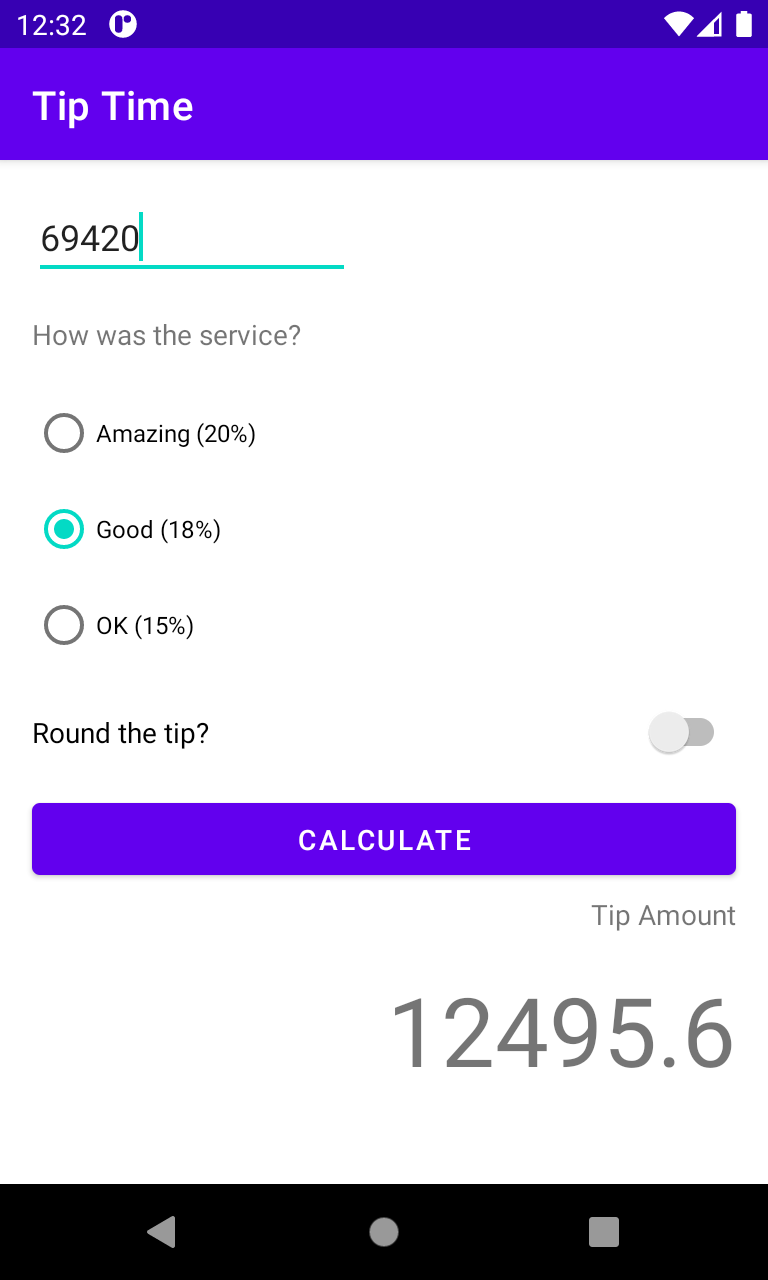 12:32
Tip Time
69420
How was the service?
Amazing (20%)
Good (18%)
OK (15%)
Round the tip?
CALCULATE
Tip Amount
12495.6